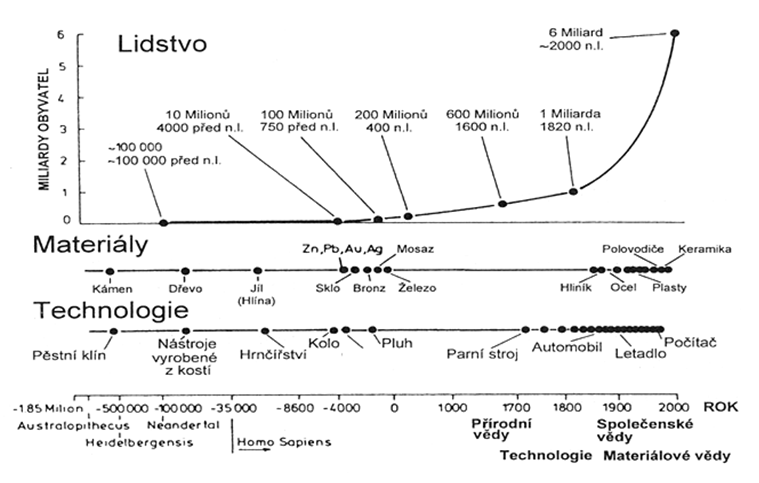 Lidstvo
MILIARDY OBYVATEL
6
5
4
3
2
1
0
~100 000
~100 000 před n.l.
10 Milionů
4000 před n.l.
100 Milionů
750 před n.l.
200 Milionů
400 n.l.
600 Milionů
1600 n.l.
1 Miliarda
1820 n.l.
6 Miliard
~2000 n.l.
Materiály
Zn,Pb,Au,Ag
Mosaz
Polovodiče
Keramika
Kámen
Dřevo
Jíl
(Hlína)
Sklo
Bronz
Železo
Hliník
Ocel
Plasty
Technologie
Pěstní klín
Nástroje
vyrobené
z kostí
Hrnčířství
Kolo
Pluh
Parní stroj
Automobil
Letadlo
Počítač
-1.85 Milion
-500000
-100000
-35000
-8600
-4000
0
1000
1700
1800
1900
2000
ROK
Australopithecus
Neandertal
Heidelbergensis
Homo Sapiens
Přírodní
vědy
Společenské
vědy
Technologie
Materiálové vědy